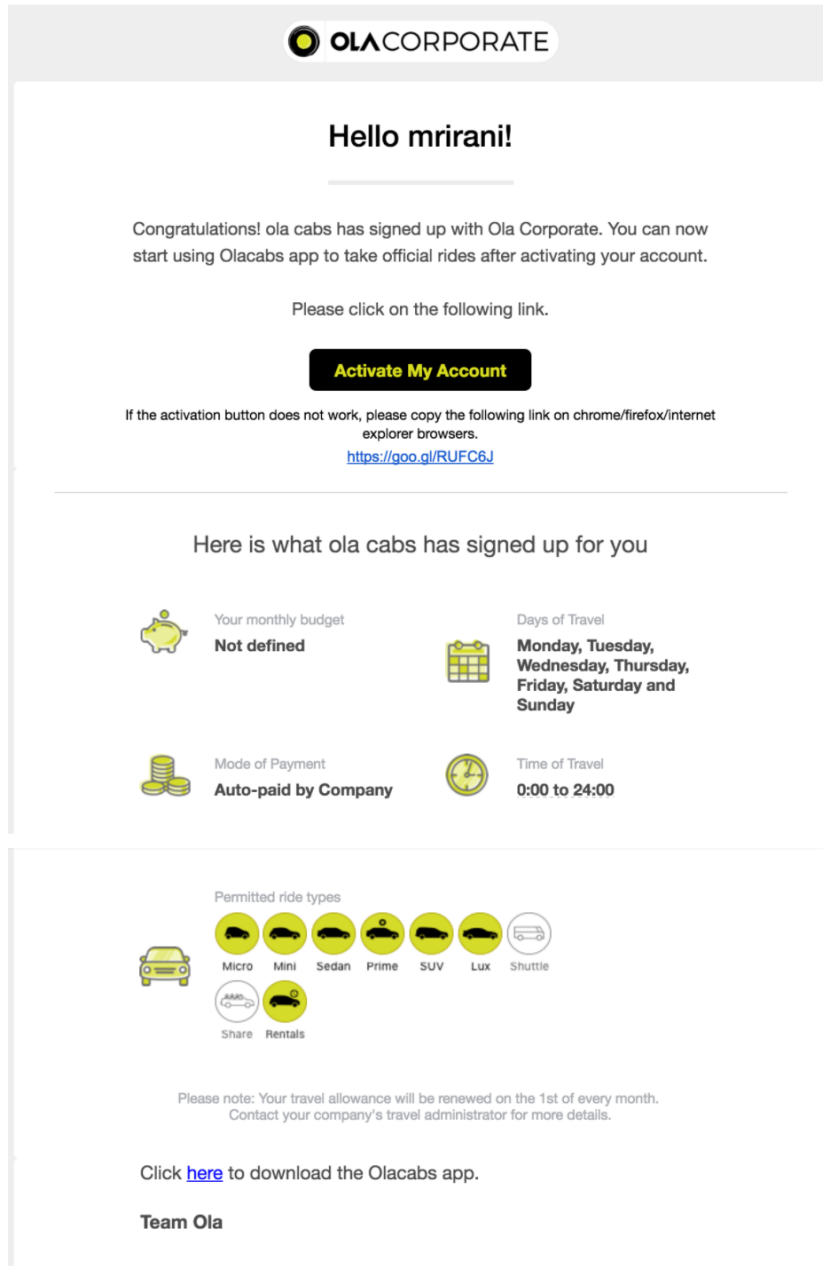 OLACORPORATE
Hello mrirani!
Congratulations! ola cabs has signed up with Ola Corporate. You can now
start using Olacabs app to take official rides after activating your account.
Please click on the following link.
Activate My Account
If the activation button does not work, please copy the following link on chrome/firefox/internet
explorer browsers.
https://goo.gl/RUFC6J
Here is what ola cabs has signed up for you
Your monthly budget
Not defined
Days of Travel
Monday, Tuesday,
Wednesday, Thursday,
Friday, Saturday and
Sunday
Mode of Payment
Auto-paid by Company
Time of Travel
0:00 to 24:00
Permitted ride types
Micro Mini Sedan Prime SUV Lux Shuttle
Share Rentals
Please note: Your travel allowance will be renewed on the 1st of every month.
Contact your company's travel administrator for more details.
Click here to download the Olacabs app.
Team Ola